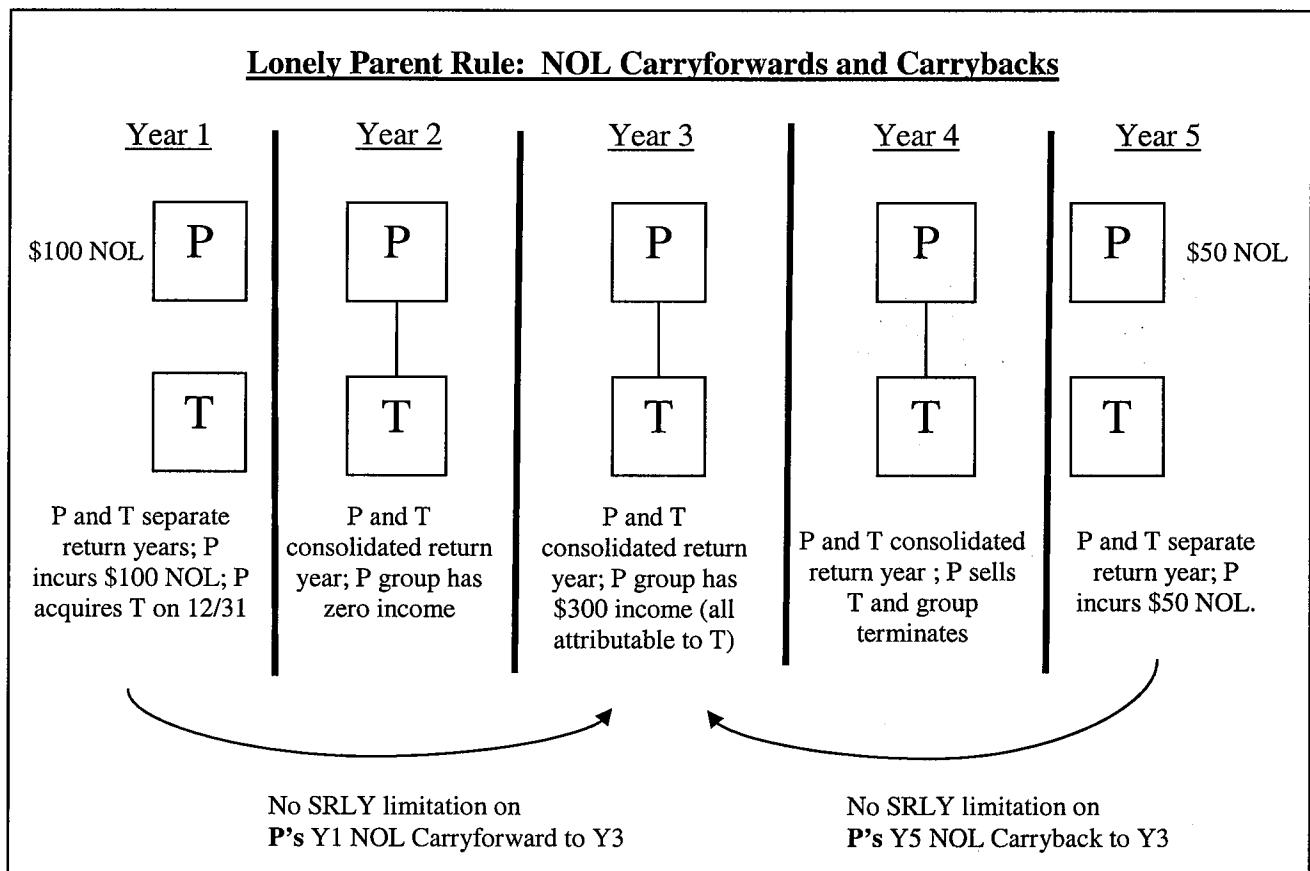 Lonely Parent Rule: NOL Carryforwards and Carrybacks
Year 1
Year 2
Year 3
Year 4
Year 5
$100 NOL
P
P
P
P
P
$50 NOL
T
T
T
T
T
P and T separate
return years; P
incurs $100 NOL; P
acquires T on 12/31
P and T
consolidated return
year; P group has
zero income
P and T
consolidated return
year; P group has
$300 income (all
attributable to T)
P and T consolidated
return year ; P sells
T and group
terminates
P and T separate
return year; P
incurs $50 NOL.
No SRLY limitation on
P's Y1 NOL Carryforward to Y3
No SRLY limitation on
P's Y5 NOL Carryback to Y3